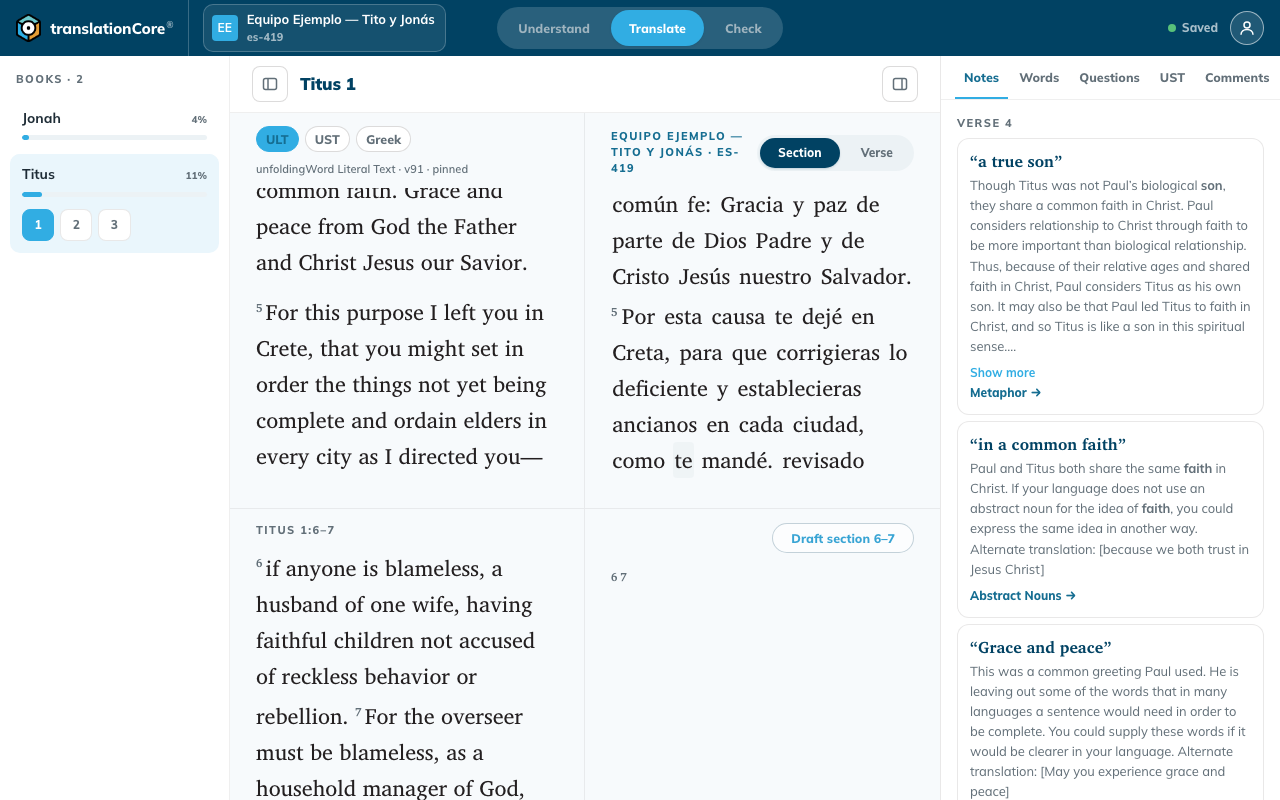 translationCore®
EE
Equipo Ejemplo — Tito y Jonás
es-419
Understand
Translate
Check
Saved
BOOKS · 2
Jonah
4%
Titus
11%
1
2
3
Titus 1
ULT
UST
Greek
unfoldingWord Literal Text · v91 · pinned
common faith. Grace and
peace from God the Father
and Christ Jesus our Savior.
5 For this purpose I left you in
Crete, that you might set in
order the things not yet being
complete and ordain elders in
every city as I directed you—
EQUIPO EJEMPLO —
TITO Y JONÁS · ES-
419
Section
Verse
común fe: Gracia y paz de
parte de Dios Padre y de
Cristo Jesús nuestro Salvador.
5 Por esta causa te dejé en
Creta, para que corrigieras lo
deficiente y establecieras
ancianos en cada ciudad,
como te mandé. revisado
TITUS 1:6–7
6 if anyone is blameless, a
husband of one wife, having
faithful children not accused
of reckless behavior or
rebellion. 7 For the overseer
must be blameless, as a
household manager of God,
Draft section 6–7
6 7
Notes
Words
Questions
UST
Comments
VERSE 4
“a true son”
Though Titus was not Paul’s biological son,
they share a common faith in Christ. Paul
considers relationship to Christ through faith to
be more important than biological relationship.
Thus, because of their relative ages and shared
faith in Christ, Paul considers Titus as his own
son. It may also be that Paul led Titus to faith in
Christ, and so Titus is like a son in this spiritual
sense.…
Show more
Metaphor →
“in a common faith”
Paul and Titus both share the same faith in
Christ. If your language does not use an
abstract noun for the idea of faith, you could
express the same idea in another way.
Alternate translation: [because we both trust in
Jesus Christ]
Abstract Nouns →
“Grace and peace”
This was a common greeting Paul used. He is
leaving out some of the words that in many
languages a sentence would need in order to
be complete. You could supply these words if it
would be clearer in your language. Alternate
translation: [May you experience grace and
peace]